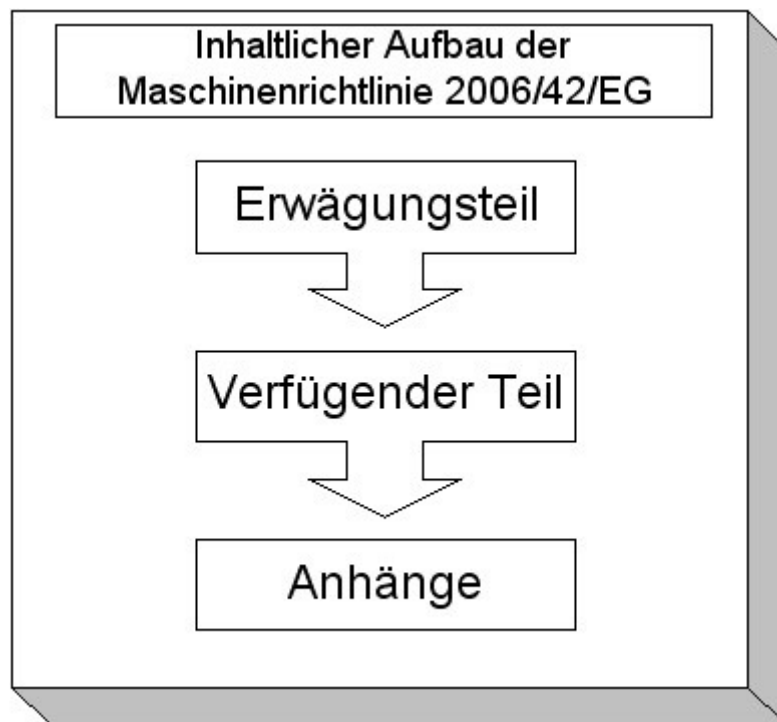 Inhaltlicher Aufbau der
Maschinenrichtlinie 2006/42/EG
Erwägungsteil
Verfügender Teil
Anhänge